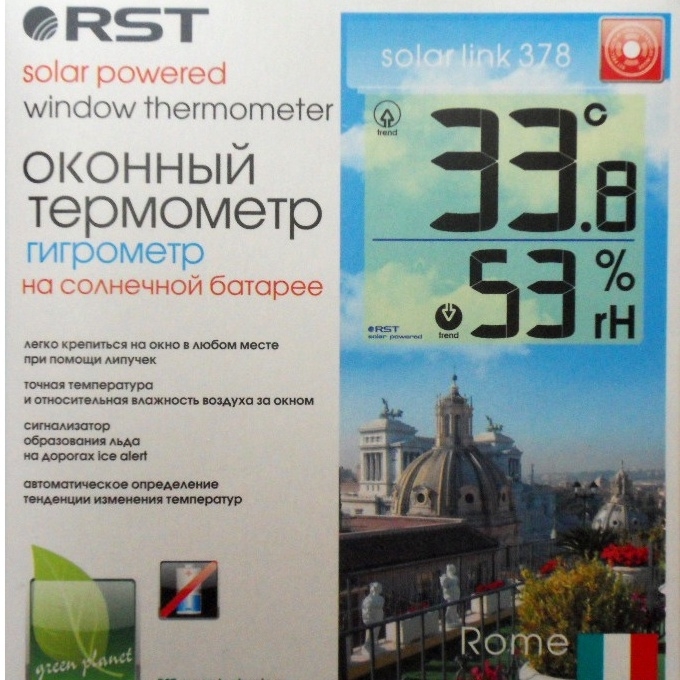 RST
solar powered
window thermometer
оконный
термометр
гигрометр
на солнечной батарее
легко крепиться на окно в любом месте
при помощи липучек
точная температура
и относительная влажность воздуха за окном
сигнализатор
образования льда
на дорогах ice alert
автоматическое определение
тенденции изменения температур
green planet
solar link 378
trend
33.8 °C
53 % rH
trend
RST
solar powered
Rome